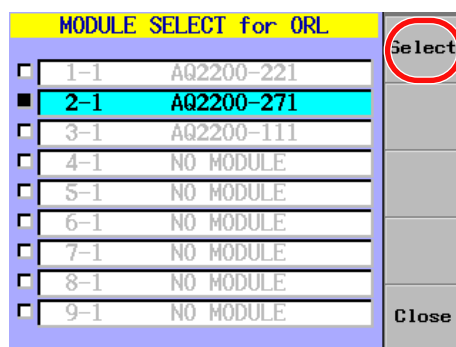 MODULE SELECT for ORL
Select
1-1 AQ2200-221
2-1 AQ2200-271
3-1 AQ2200-111
4-1 NO MODULE
5-1 NO MODULE
6-1 NO MODULE
7-1 NO MODULE
8-1 NO MODULE
9-1 NO MODULE
Close